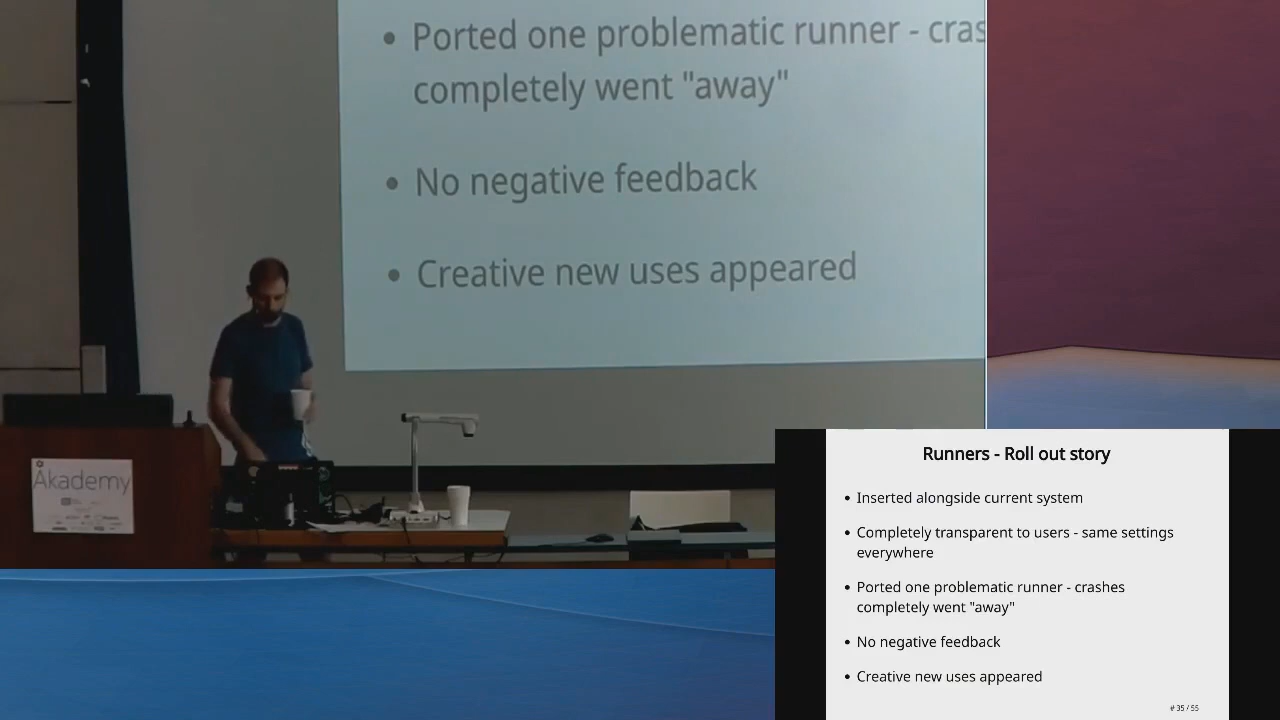 • Ported one problematic runner - cras
completely went "away"
• No negative feedback
• Creative new uses appeared
Akademy
Runners - Roll out story
• Inserted alongside current system
• Completely transparent to users - same settings
everywhere
• Ported one problematic runner - crashes
completely went "away"
• No negative feedback
• Creative new uses appeared
# 35 / 55